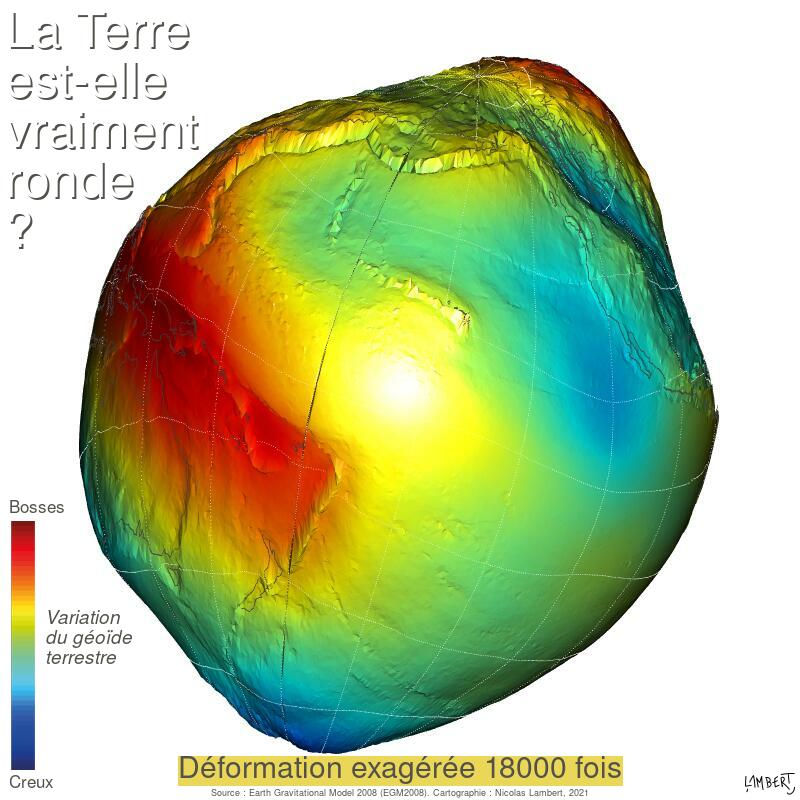 La Terre
est-elle
vraiment
ronde
?
Bosses
Variation
du géoïde
terrestre
Creux
Déformation exagérée 18000 fois
Source : Earth Gravitational Model 2008 (EGM2008). Cartographie : Nicolas Lambert, 2021
LAMBERT